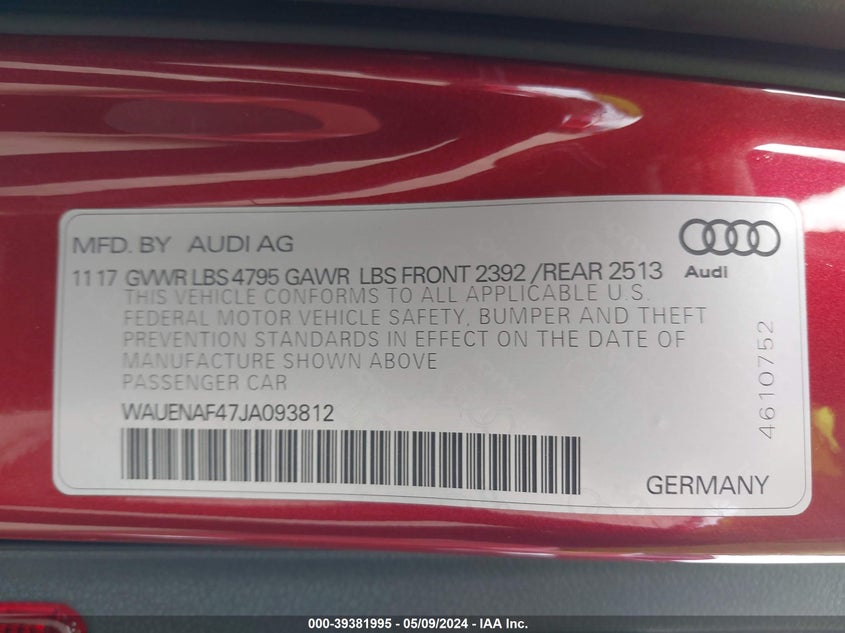 MFD. BY AUDI AG
Audi
11 17 GVWR LBS 4795 GAWR LBS FRONT 2392 /REAR 2513
THIS VEHICLE CONFORMS TO ALL APPLICABLE U.S.
FEDERAL MOTOR VEHICLE SAFETY, BUMPER AND THEFT
PREVENTION STANDARDS IN EFFECT ON THE DATE OF
MANUFACTURE SHOWN ABOVE
PASSENGER CAR
WAUENAF47JA093812
4610752
GERMANY
000-39381995 - 05/09/2024 - IAA Inc.